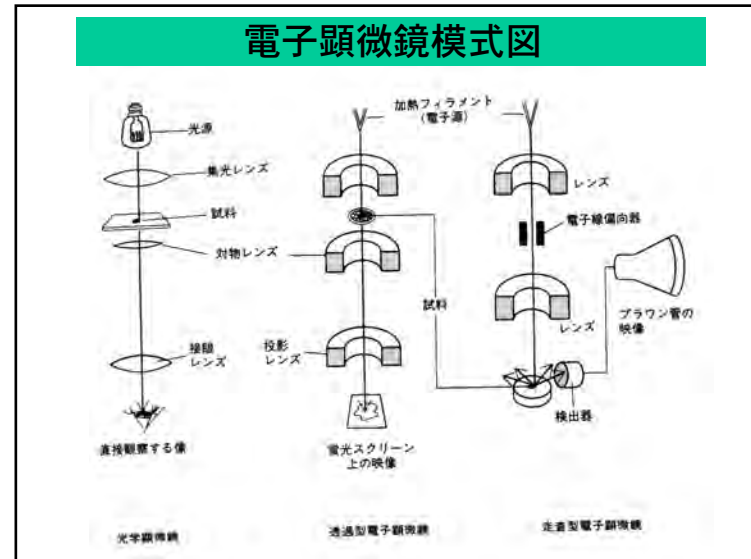 電子顕微鏡模式図
光源
集光レンズ
試料
対物レンズ
接眼
レンズ
直接観察する像
光学顕微鏡
加熱フィラメント
(電子源)
投影
レンズ
蛍光スクリーン
上の映像
透過型電子顕微鏡
試料
レンズ
電子線偏向器
レンズ
ブラウン管の
映像
検出器
走査型電子顕微鏡